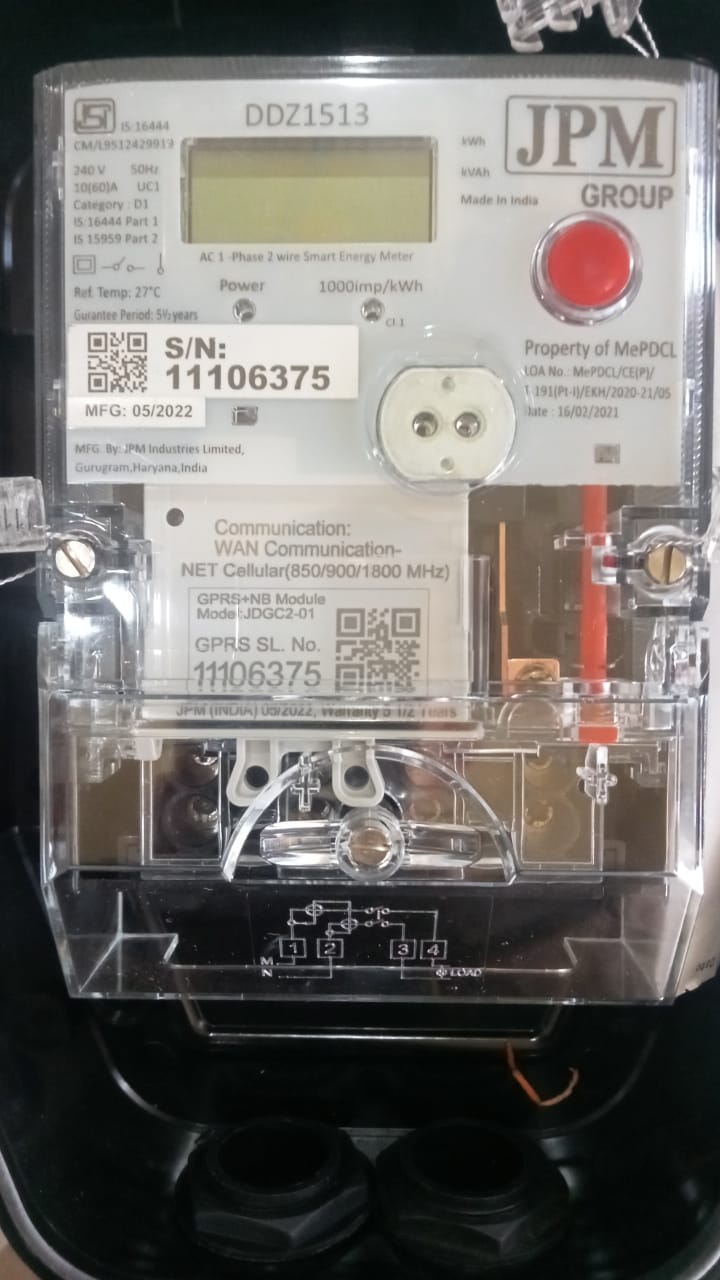 IS:16444
CM/L9512429913
DDZ1513
JPM
GROUP
kWh
kVAh
Made In India
240 V 50Hz
10(60)A UC1
Category : D1
IS:16444 Part 1
IS 15959 Part 2
AC 1 -Phase 2 wire Smart Energy Meter
Ref. Temp: 27°C
Gurantee Period: 5½ years
Power
1000imp/kWh
Cl.1
S/N:
11106375
MFG: 05/2022
Property of MePDCL
LOA No.: MePDCL/CE(P)/
T-191(Pt-I)/EKH/2020-21/05
Date : 16/02/2021
MFG. By: JPM Industries Limited,
Gurugram,Haryana,India
Communication:
WAN Communication-
NET Cellular(850/900/1800 MHz)
GPRS+NB Module
Model:JDGC2-01
GPRS SL. No.
11106375
JPM (INDIA) 05/2022, Warranty 5 1/2 Years
1 2 3 4
M
N
LOAD